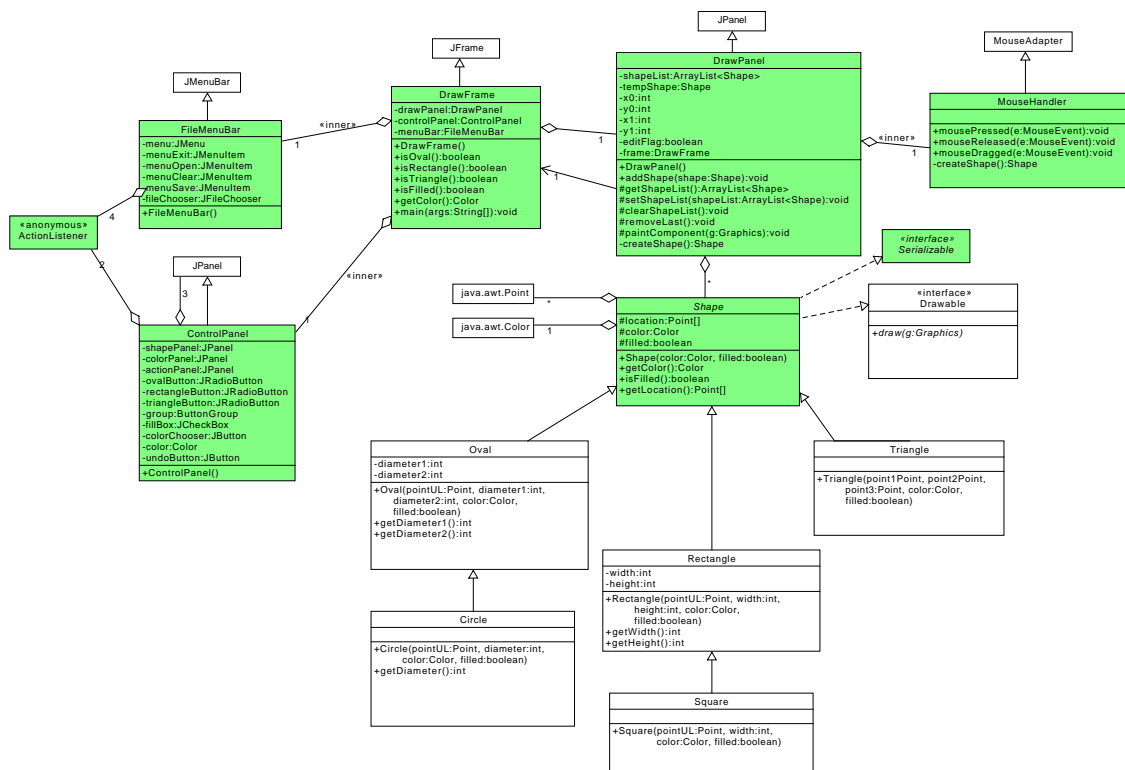 JPanel
JFrame
MouseAdapter
JMenuBar
DrawPanel
-shapeList:ArrayList<Shape>
-tempShape:Shape
-x0:int
-y0:int
-x1:int
-y1:int
-editFlag:boolean
-frame:DrawFrame
+DrawPanel()
+addShape(shape:Shape):void
#getShapeList():ArrayList<Shape>
#setShapeList(shapeList:ArrayList<Shape):void
#clearShapeList():void
#removeLast():void
#paintComponent(g:Graphics):void
-createShape():Shape
DrawFrame
-drawPanel:DrawPanel
-controlPanel:ControlPanel
-menuBar:FileMenuBar
+DrawFrame()
+isOval():boolean
+isRectangle():boolean
+isTriangle():boolean
+isFilled():boolean
+getColor():Color
+main(args:String[]):void
MouseHandler
+mousePressed(e:MouseEvent):void
+mouseReleased(e:MouseEvent):void
+mouseDragged(e:MouseEvent):void
-createShape():Shape
«inner»
1
«inner»
1
1
1
FileMenuBar
-menu:JMenu
-menuExit:JMenuItem
-menuOpen:JMenuItem
-menuClear:JMenuItem
-menuSave:JMenuItem
-fileChooser:JFileChooser
+FileMenuBar()
4
«anonymous»
ActionListener
2
JPanel
3
«inner»
1
ControlPanel
-shapePanel:JPanel
-colorPanel:JPanel
-actionPanel:JPanel
-ovalButton:JRadioButton
-rectangleButton:JRadioButton
-triangleButton:JRadioButton
-group:ButtonGroup
-fillBox:JCheckBox
-colorChooser:JButton
-color:Color
-undoButton:JButton
+ControlPanel()
«interface»
Serializable
*
java.awt.Point
*
java.awt.Color
1
Shape
#location:Point[]
#color:Color
#filled:boolean
+Shape(color:Color, filled:boolean)
+getColor():Color
+isFilled():boolean
+getLocation():Point[]
«interface»
Drawable
+draw(g:Graphics)
Oval
-diameter1:int
-diameter2:int
+Oval(pointUL:Point, diameter1:int,
diameter2:int, color:Color,
filled:boolean)
+getDiameter1():int
+getDiameter2():int
Triangle
+Triangle(point1Point, point2Point,
point3:Point, color:Color,
filled:boolean)
Rectangle
-width:int
-height:int
+Rectangle(pointUL:Point, width:int,
height:int, color:Color,
filled:boolean)
+getWidth():int
+getHeight():int
Circle
+Circle(pointUL:Point, diameter:int,
color:Color, filled:boolean)
+getDiameter():int
Square
+Square(pointUL:Point, width:int,
color:Color, filled:boolean)